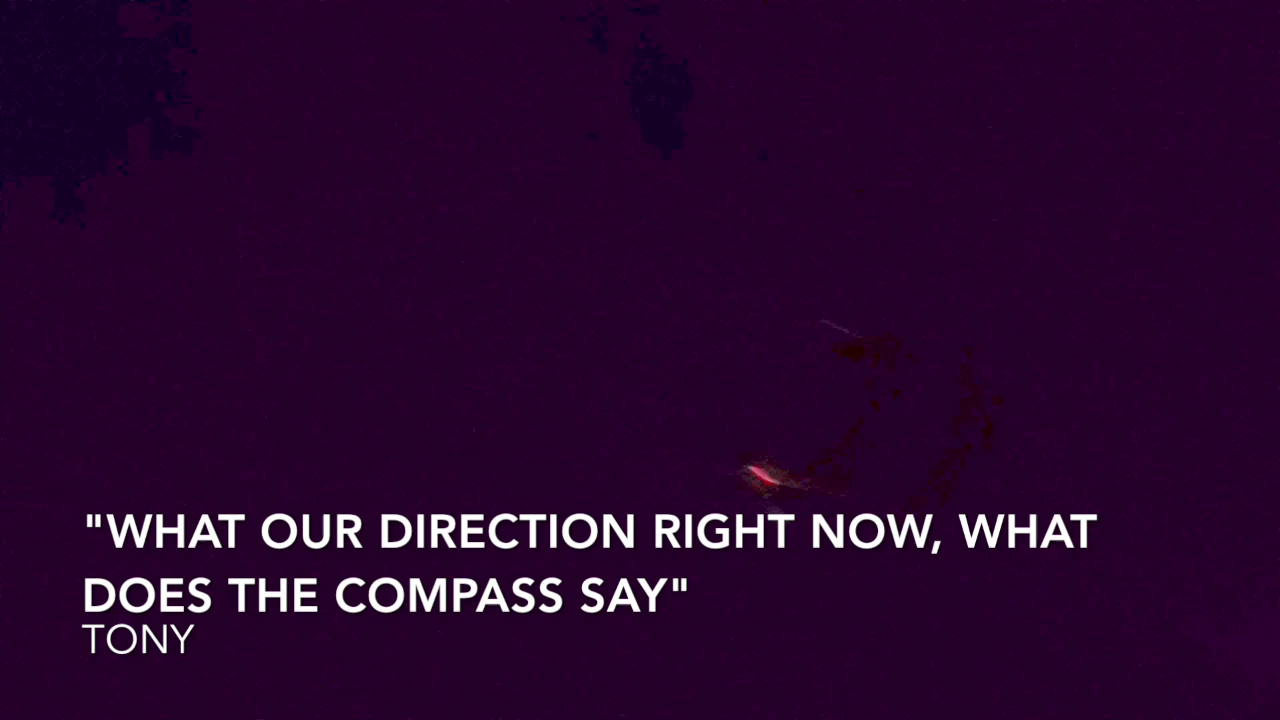 "WHAT OUR DIRECTION RIGHT NOW, WHAT
DOES THE COMPASS SAY"
TONY